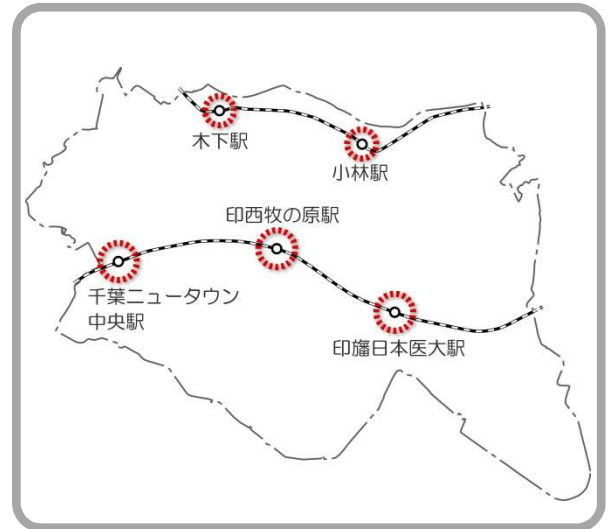 木下駅
小林駅
印西牧の原駅
千葉ニュータウン
中央駅
印旛日本医大駅